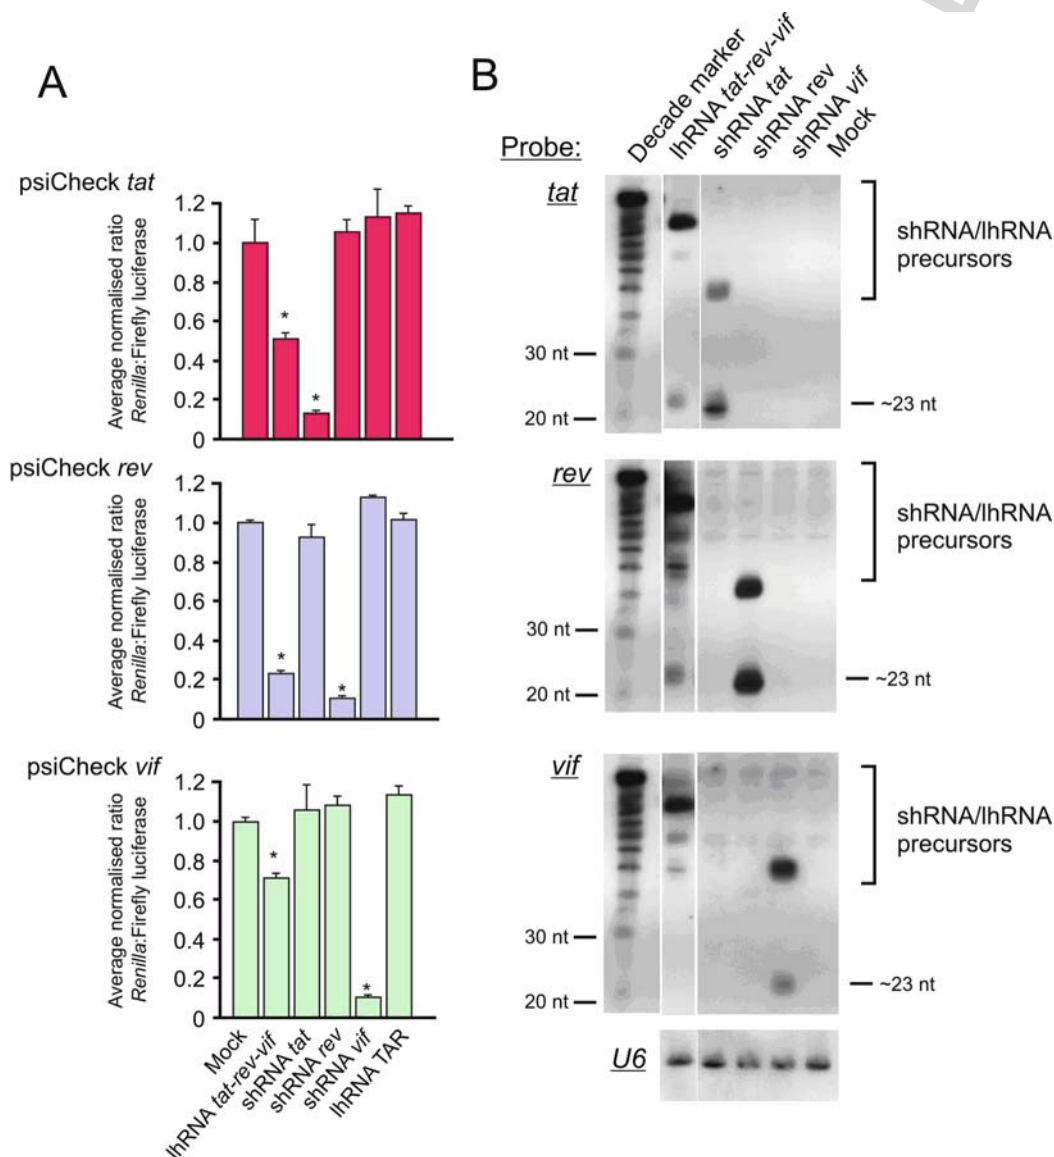 A
psiCheck tat
Average normalised ratio
Renilla:Firefly luciferase
1.2
1.0
0.8
0.6
0.4
0.2
0
*
*
psiCheck rev
Average normalised ratio
Renilla:Firefly luciferase
1.2
1.0
0.8
0.6
0.4
0.2
0
*
*
psiCheck vif
Average normalised ratio
Renilla:Firefly luciferase
1.2
1.0
0.8
0.6
0.4
0.2
0
*
*
Mock
lhRNA tat-rev-vif
shRNA tat
shRNA rev
shRNA vif
lhRNA TAR
B
Probe:
Decade marker
lhRNA tat-rev-vif
shRNA tat
shRNA rev
shRNA vif
Mock
tat
30 nt
20 nt
shRNA/lhRNA
precursors
~23 nt
rev
30 nt
20 nt
shRNA/lhRNA
precursors
~23 nt
vif
30 nt
20 nt
shRNA/lhRNA
precursors
~23 nt
U6